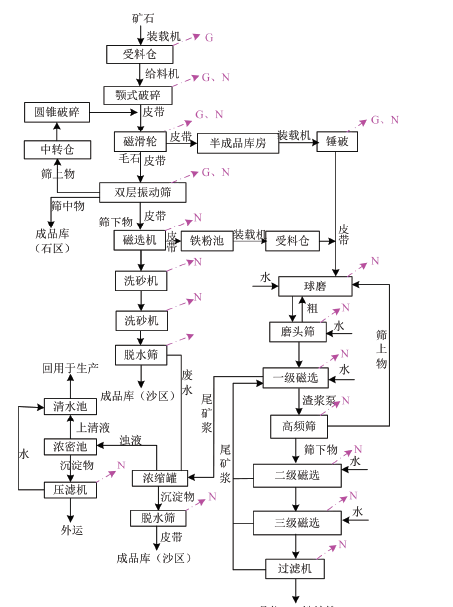 矿石
装载机
G
受料仓
给料机
G、N
颚式破碎
皮带
圆锥破碎
G、N
磁滑轮
皮带
半成品库房
装载机
锤破
G、N
中转仓
毛石
皮带
筛上物
G、N
双层振动筛
筛中物
筛下物
皮带
N
成品库
(石区)
磁选机
皮带
铁粉池
装载机
受料仓
皮带
N
洗砂机
水
球磨
N
粗
N
洗砂机
磨头筛
水
筛上物
脱水筛
N
回用于生产
废水
一级磁选
水
成品库（沙区）
渣浆泵
N
清水池
尾矿浆
上清液
高频筛
浊液
浓密池
尾矿浆
筛下物
N
水
沉淀物
N
浓缩罐
二级磁选
水
压滤机
沉淀物
N
N
脱水筛
三级磁选
水
外运
皮带
N
成品库（沙区）
过滤机